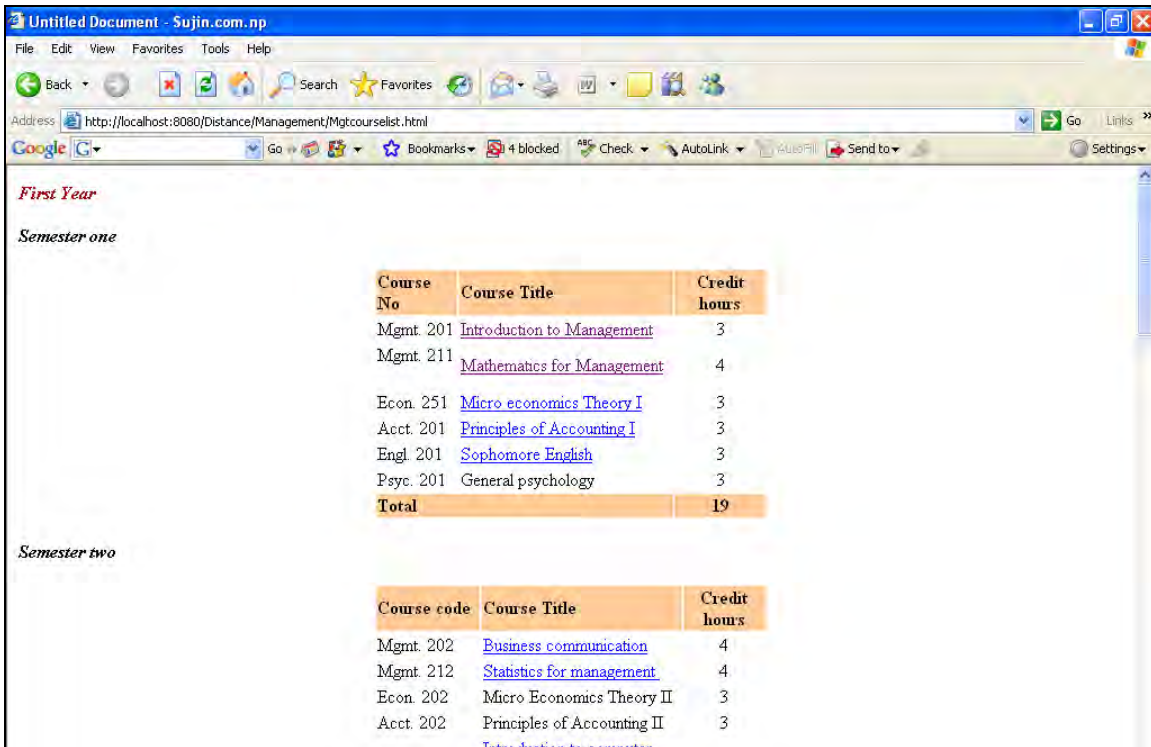 Untitled Document - Sujin.com.np
File Edit View Favorites Tools Help
Back Search Favorites
Address http://localhost:8080/Distance/Management/Mgtcourselist.html Go Links »
Google G Go Bookmarks 4 blocked ABC Check AutoLink AutoFill Send to Settings
First Year
Semester one
Course No Course Title Credit hours
Mgmt. 201 Introduction to Management 3
Mgmt. 211 Mathematics for Management 4
Econ. 251 Micro economics Theory I 3
Acct. 201 Principles of Accounting I 3
Engl. 201 Sophomore English 3
Psyc. 201 General psychology 3
Total 19
Semester two
Course code Course Title Credit hours
Mgmt. 202 Business communication 4
Mgmt. 212 Statistics for management 4
Econ. 202 Micro Economics Theory II 3
Acct. 202 Principles of Accounting II 3